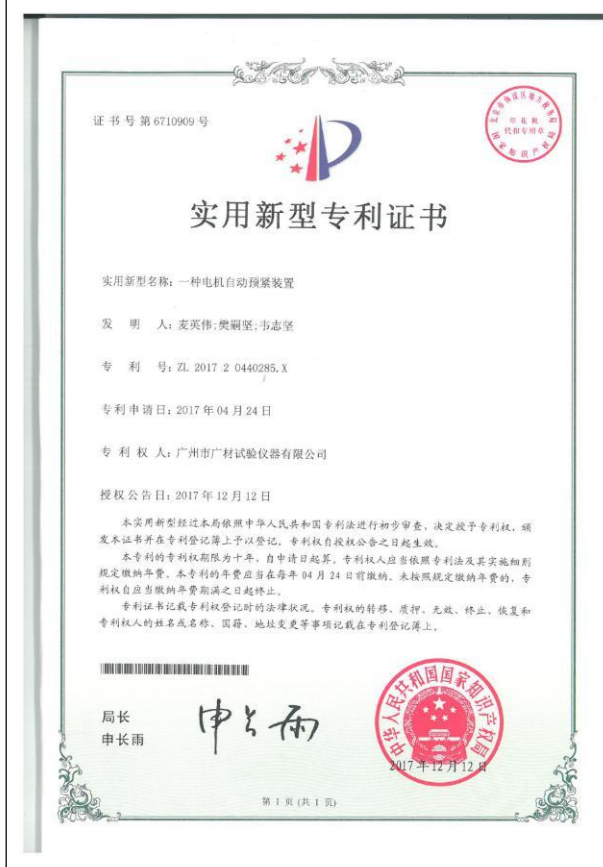 证书号第6710909号
印花税
代扣专用章
实用新型专利证书
实用新型名称：一种电机自动预紧装置
发明人：麦英伟;樊嗣坚;韦志坚
专利号：ZL 2017 2 0440285.X
专利申请日：2017年04月24日
专利权人：广州市广材试验仪器有限公司
授权公告日：2017年12月12日
本实用新型经过本局依照中华人民共和国专利法进行初步审查，决定授予专利权，颁
发本证书并在专利登记簿上予以登记。专利权自授权公告之日起生效。
本专利的专利权期限为十年，自申请日起算。专利权人应当依照专利法及其实施细则
规定缴纳年费。本专利的年费应当在每年04月24日前缴纳。未按照规定缴纳年费的，专
利权自应当缴纳年费期满之日起终止。
专利证书记载专利权登记时的法律状况。专利权的转移、质押、无效、终止、恢复和
专利权人的姓名或名称、国籍、地址变更等事项记载在专利登记簿上。
局长
申长雨
申长雨
中华人民共和国国家知识产权局
2017年12月12日
第1页(共1页)